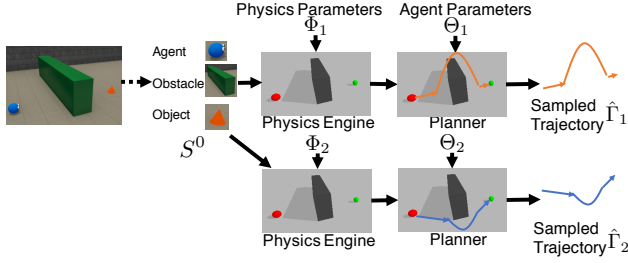 Physics Parameters
Agent Parameters
Φ₁
Θ₁
Agent
Obstacle
Object
S⁰
Physics Engine
Planner
Sampled
Trajectory Γ̂₁
Φ₂
Θ₂
Physics Engine
Planner
Sampled
Trajectory Γ̂₂